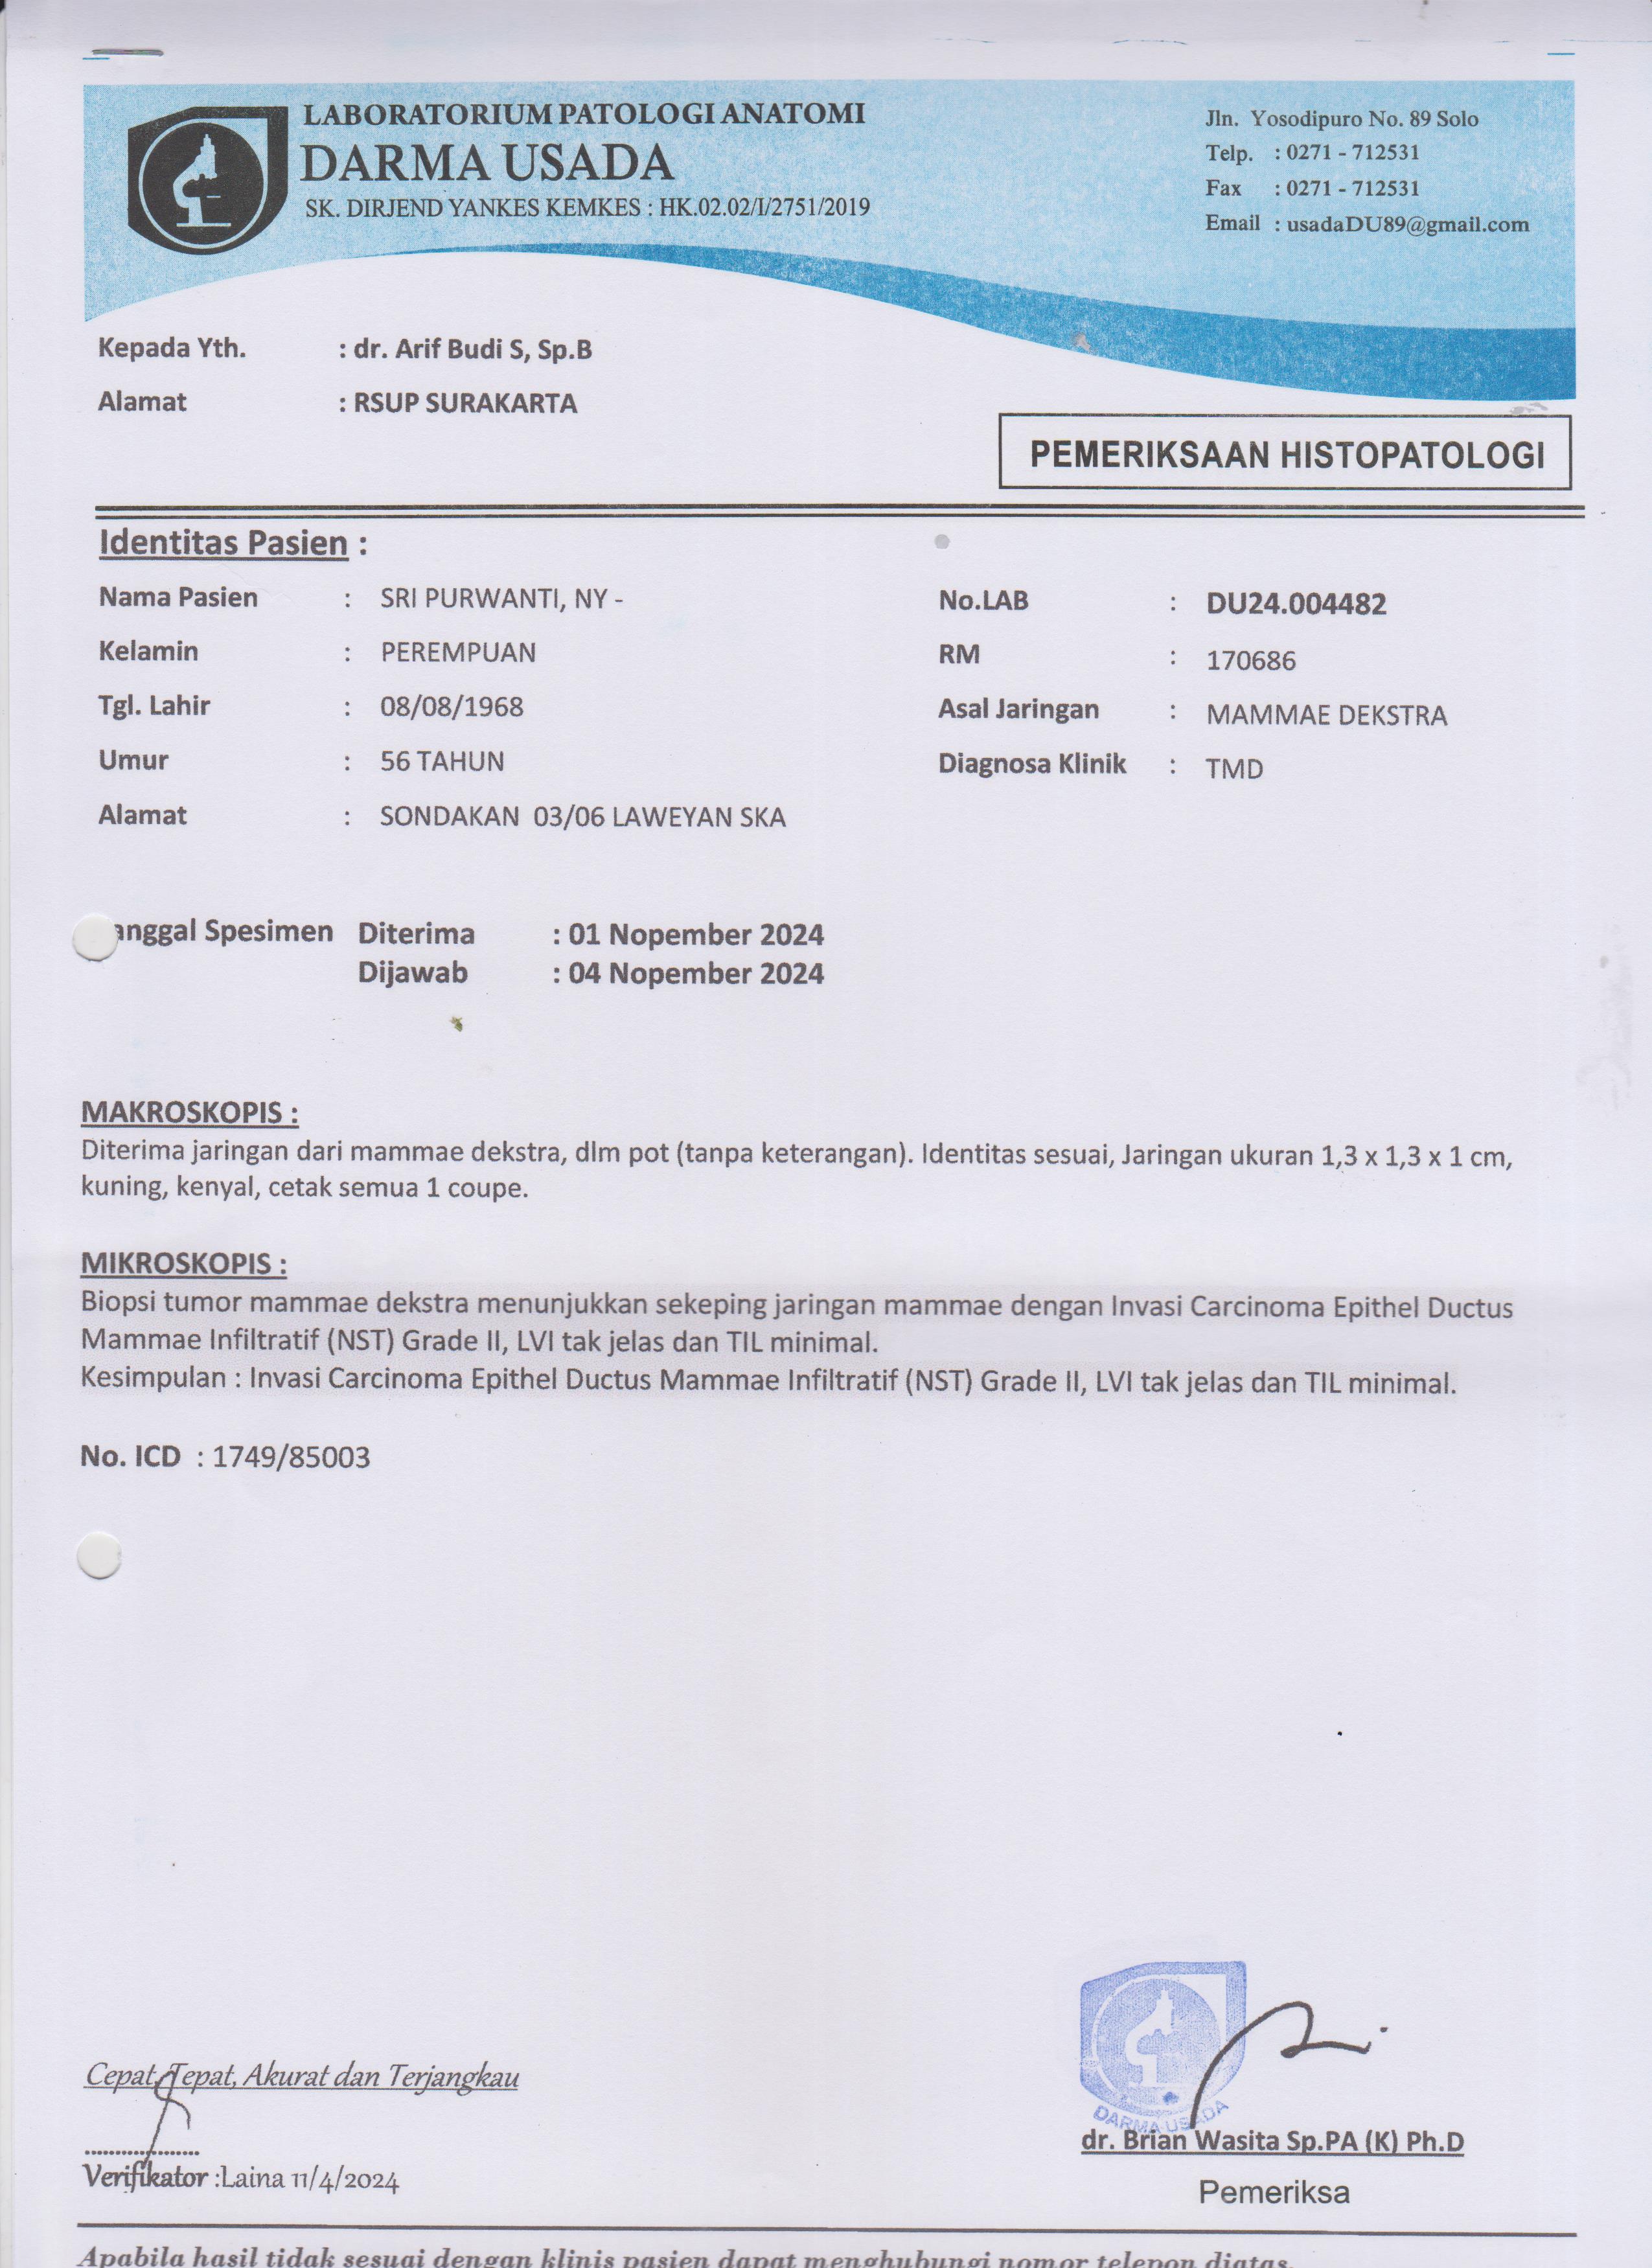 LABORATORIUM PATOLOGI ANATOMI
DARMA USADA
SK. DIRJEND YANKES KEMKES : HK.02.02/I/2751/2019
Jln. Yosodipuro No. 89 Solo
Telp. : 0271 - 712531
Fax : 0271 - 712531
Email : usadaDU89@gmail.com
Kepada Yth. : dr. Arif Budi S, Sp.B
Alamat : RSUP SURAKARTA
PEMERIKSAAN HISTOPATOLOGI
Identitas Pasien :
Nama Pasien : SRI PURWANTI, NY -
Kelamin : PEREMPUAN
Tgl. Lahir : 08/08/1968
Umur : 56 TAHUN
Alamat : SONDAKAN 03/06 LAWEYAN SKA
No.LAB : DU24.004482
RM : 170686
Asal Jaringan : MAMMAE DEKSTRA
Diagnosa Klinik : TMD
anggal Spesimen Diterima : 01 Nopember 2024
Dijawab : 04 Nopember 2024
MAKROSKOPIS :
Diterima jaringan dari mammae dekstra, dlm pot (tanpa keterangan). Identitas sesuai, Jaringan ukuran 1,3 x 1,3 x 1 cm,
kuning, kenyal, cetak semua 1 coupe.
MIKROSKOPIS :
Biopsi tumor mammae dekstra menunjukkan sekeping jaringan mammae dengan Invasi Carcinoma Epithel Ductus
Mammae Infiltratif (NST) Grade II, LVI tak jelas dan TIL minimal.
Kesimpulan : Invasi Carcinoma Epithel Ductus Mammae Infiltratif (NST) Grade II, LVI tak jelas dan TIL minimal.
No. ICD : 1749/85003
Cepat, Tepat, Akurat dan Terjangkau
....................
Verifikator :Laina 11/4/2024
DARMA USADA
dr. Brian Wasita Sp.PA (K) Ph.D
Pemeriksa
Apabila hasil tidak sesuai dengan klinis pasien dapat menghubungi nomor telepon diatas.